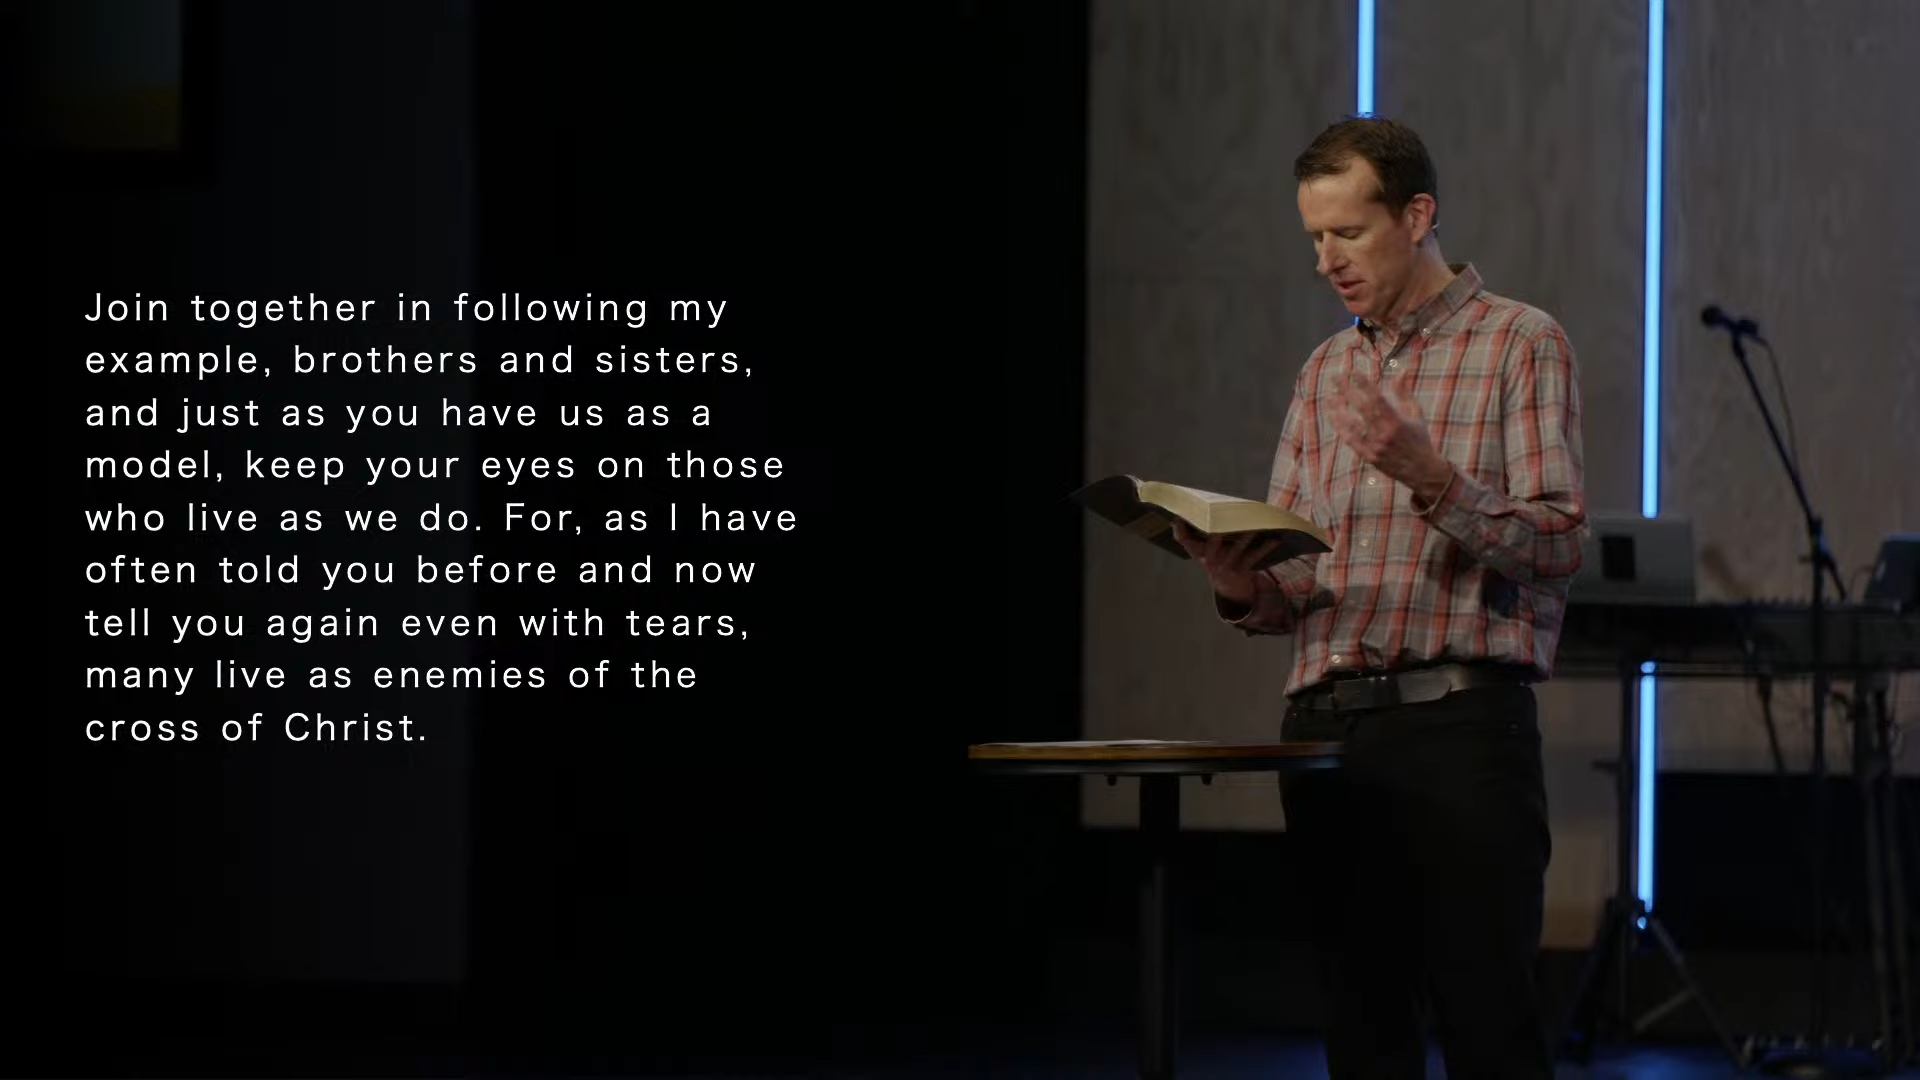 Join together in following my
example, brothers and sisters,
and just as you have us as a
model, keep your eyes on those
who live as we do. For, as I have
often told you before and now
tell you again even with tears,
many live as enemies of the
cross of Christ.